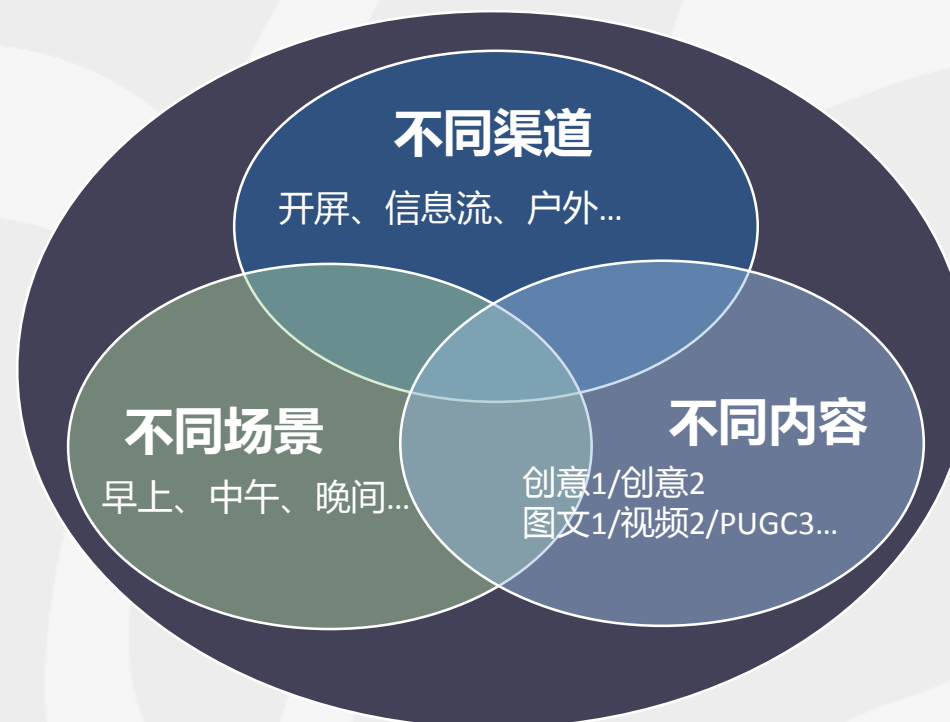 不同渠道
开屏、信息流、户外...
不同场景
早上、中午、晚间...
不同内容
创意1/创意2
图文1/视频2/PUGC3...